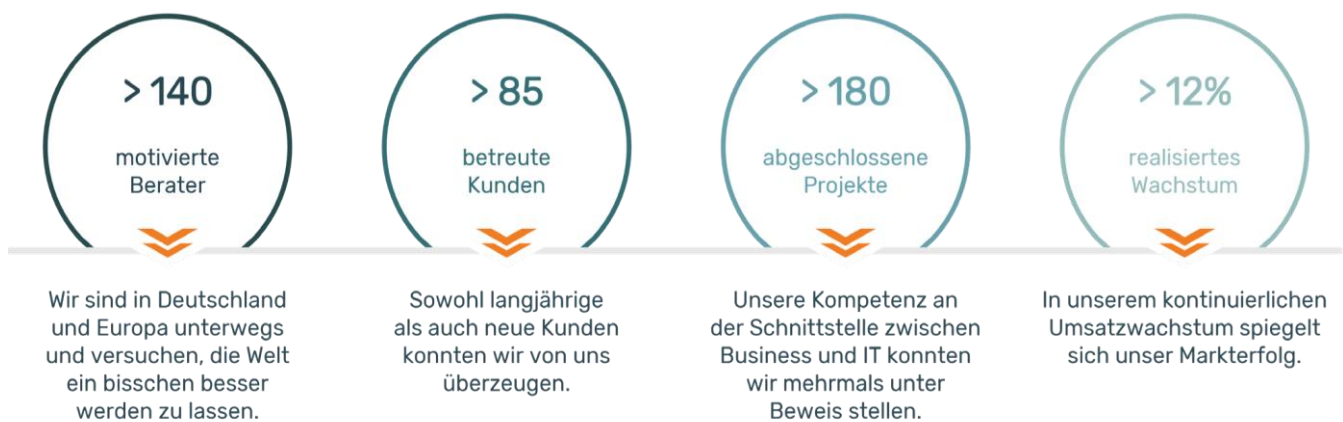 > 140
motivierte
Berater
Wir sind in Deutschland
und Europa unterwegs
und versuchen, die Welt
ein bisschen besser
werden zu lassen.
> 85
betreute
Kunden
Sowohl langjährige
als auch neue Kunden
konnten wir von uns
überzeugen.
> 180
abgeschlossene
Projekte
Unsere Kompetenz an
der Schnittstelle zwischen
Business und IT konnten
wir mehrmals unter
Beweis stellen.
> 12%
realisiertes
Wachstum
In unserem kontinuierlichen
Umsatzwachstum spiegelt
sich unser Markterfolg.